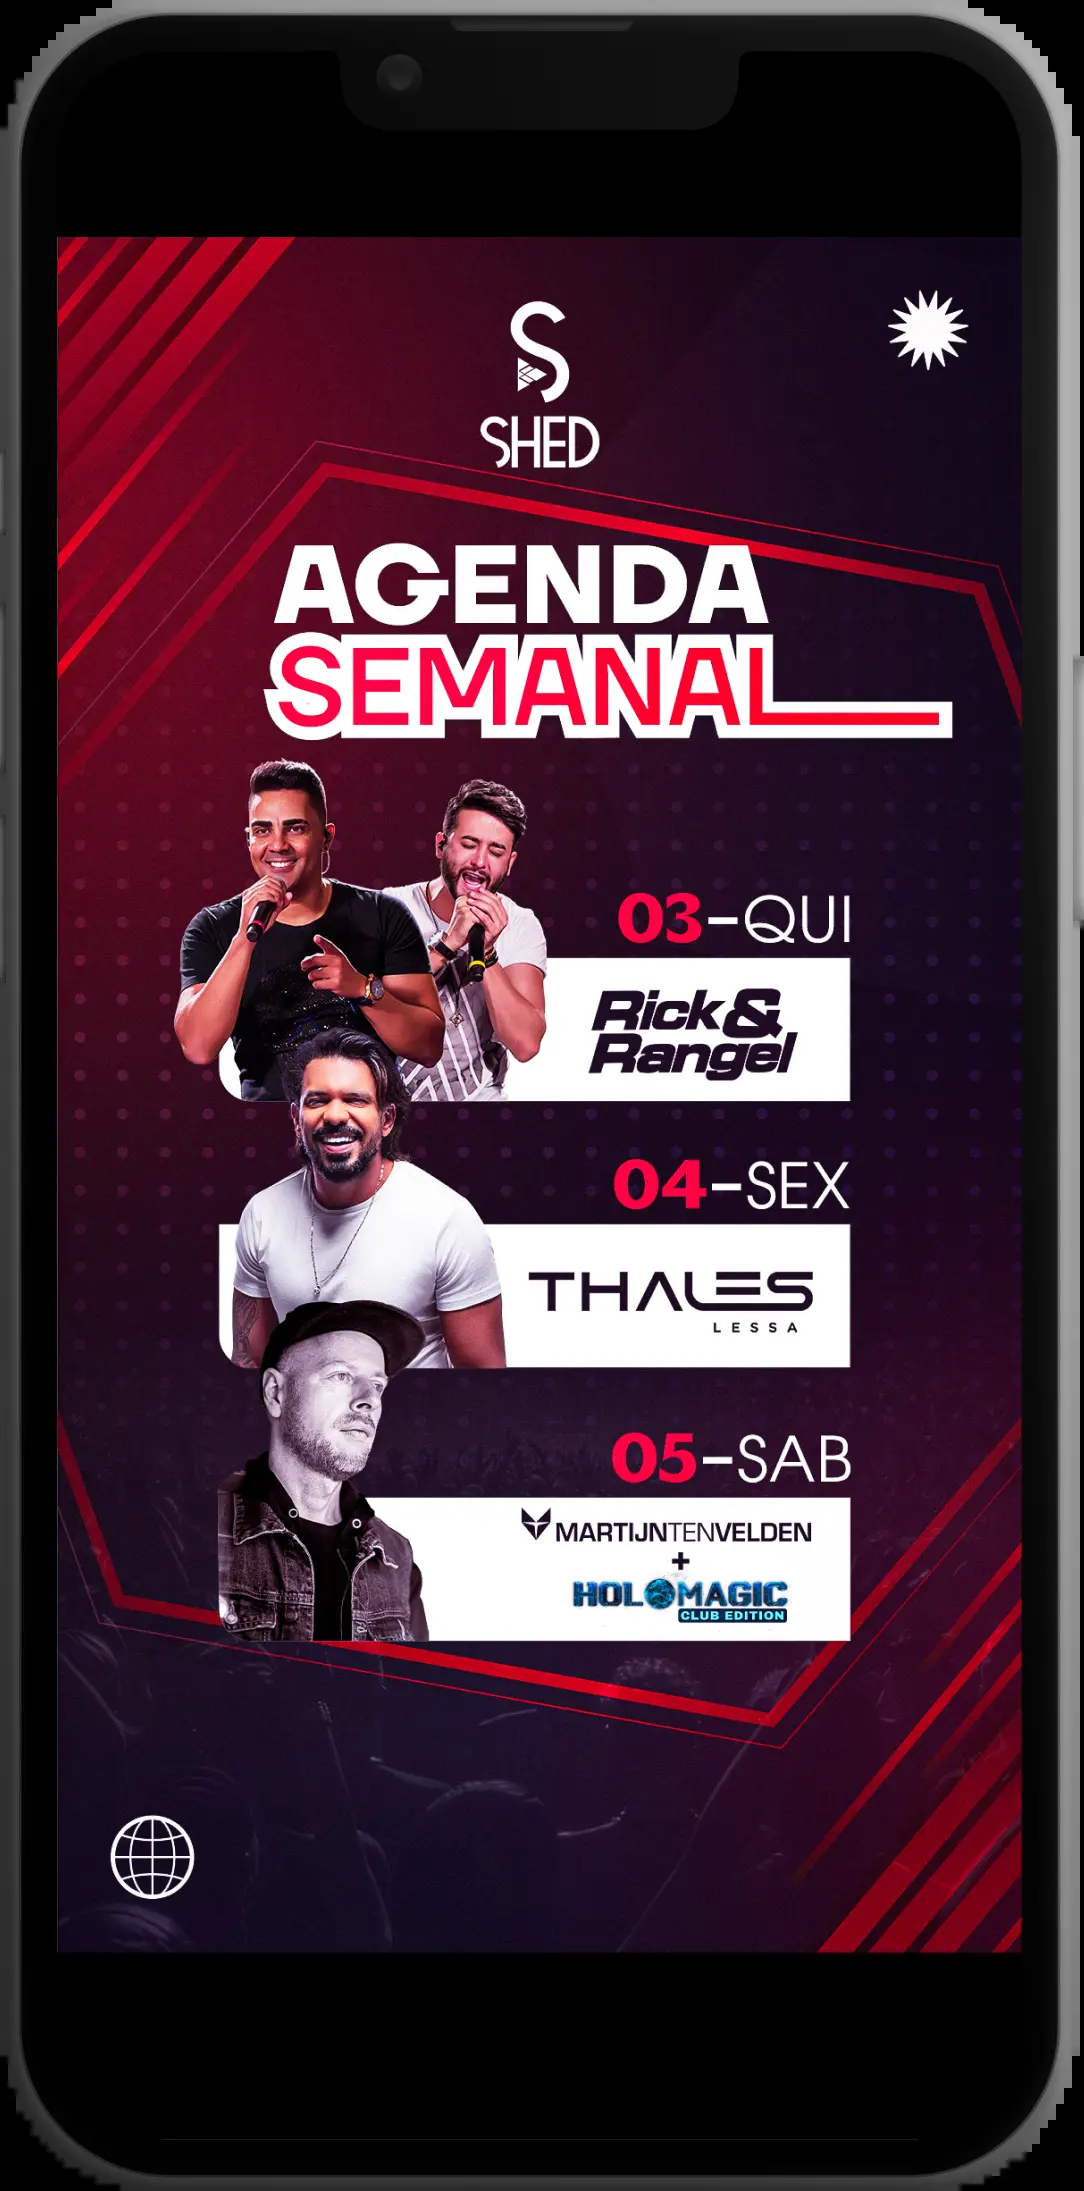 S
SHED
AGENDA
SEMANAL
03-QUI
Rick &
Rangel
04-SEX
THALES
LESSA
05-SAB
MARTIJNTENVELDEN
+
HOLOMAGIC
CLUB EDITION